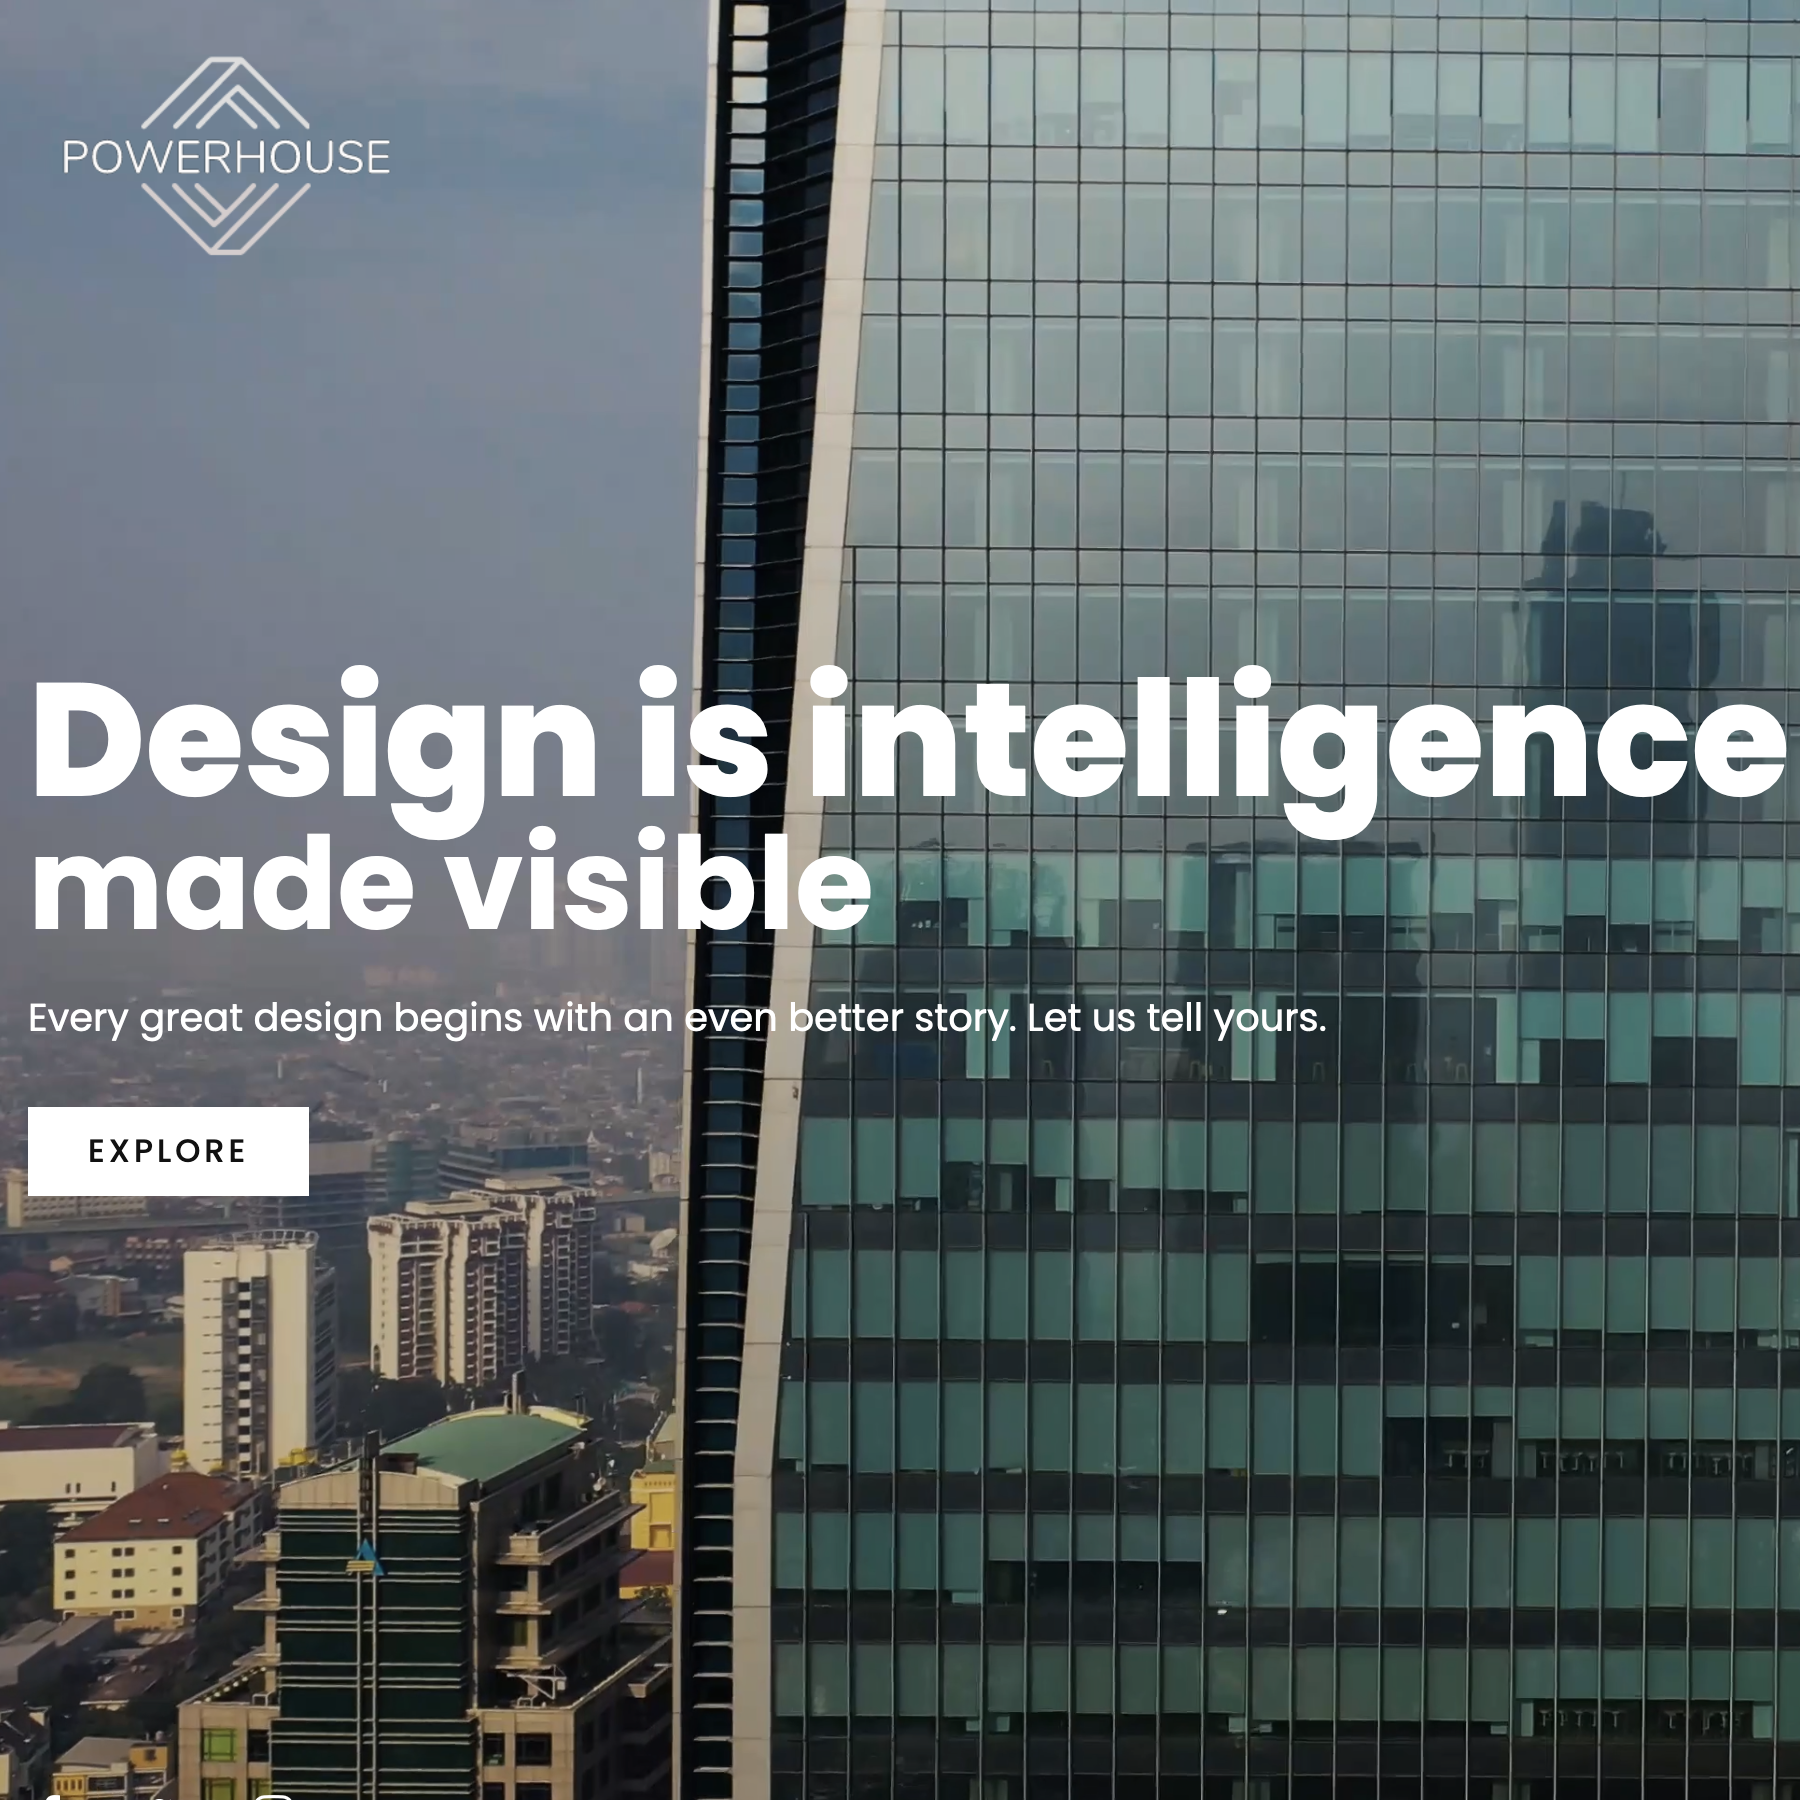 POWERHOUSE
Design is intelligence
made visible
Every great design begins with an even better story. Let us tell yours.
EXPLORE